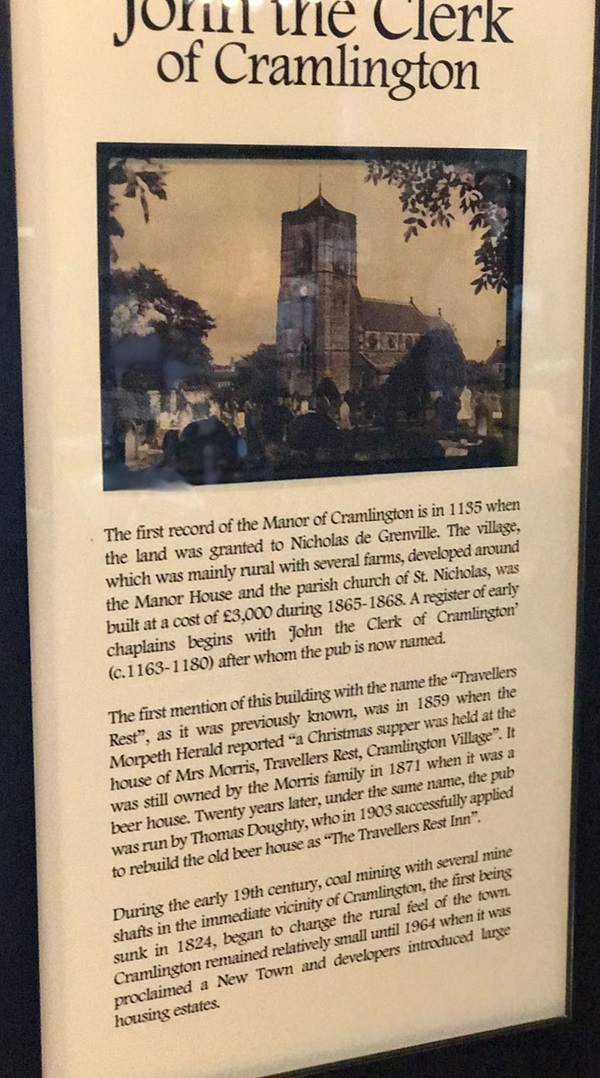 John the Clerk
of Cramlington
The first record of the Manor of Cramlington is in 1135 when
the land was granted to Nicholas de Grenville. The village,
which was mainly rural with several farms, developed around
the Manor House and the parish church of St. Nicholas, was
built at a cost of £3,000 during 1865-1868. A register of early
chaplains begins with 'John the Clerk of Cramlington'
(c.1163-1180) after whom the pub is now named.
The first mention of this building with the name the “Travellers
Rest”, as it was previously known, was in 1859 when the
Morpeth Herald reported “a Christmas supper was held at the
house of Mrs Morris, Travellers Rest, Cramlington Village”. It
was still owned by the Morris family in 1871 when it was a
beer house. Twenty years later, under the same name, the pub
was run by Thomas Doughty, who in 1903 successfully applied
to rebuild the old beer house as “The Travellers Rest Inn”.
During the early 19th century, coal mining with several mine
shafts in the immediate vicinity of Cramlington, the first being
sunk in 1824, began to change the rural feel of the town.
Cramlington remained relatively small until 1964 when it was
proclaimed a New Town and developers introduced large
housing estates.